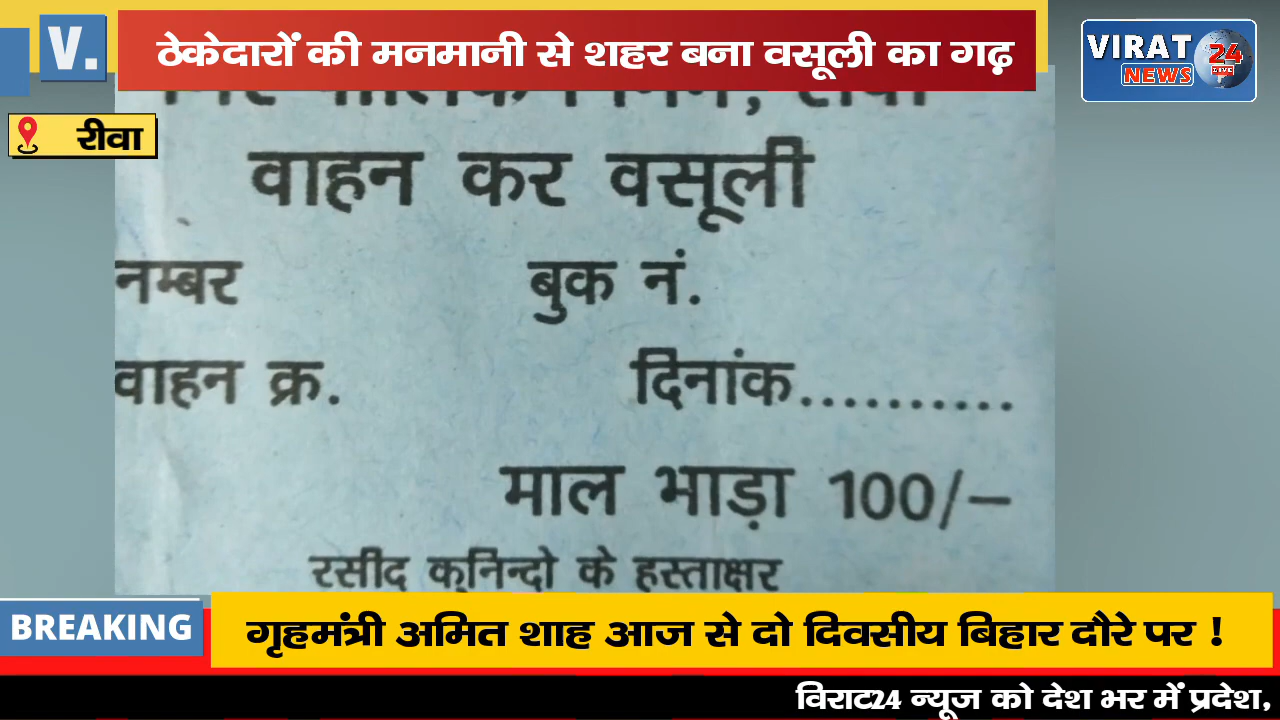 V.
ठेकेदारों की मनमानी से शहर बना वसूली का गढ़
VIRAT 24
NEWS LIVE
रीवा
वाहन कर वसूली
नम्बर बुक नं.
वाहन क्र. दिनांक..........
माल भाड़ा 100/-
रसीद कुनिन्दो के हस्ताक्षर
BREAKING
गृहमंत्री अमित शाह आज से दो दिवसीय बिहार दौरे पर !
विराट24 न्यूज को देश भर में प्रदेश,